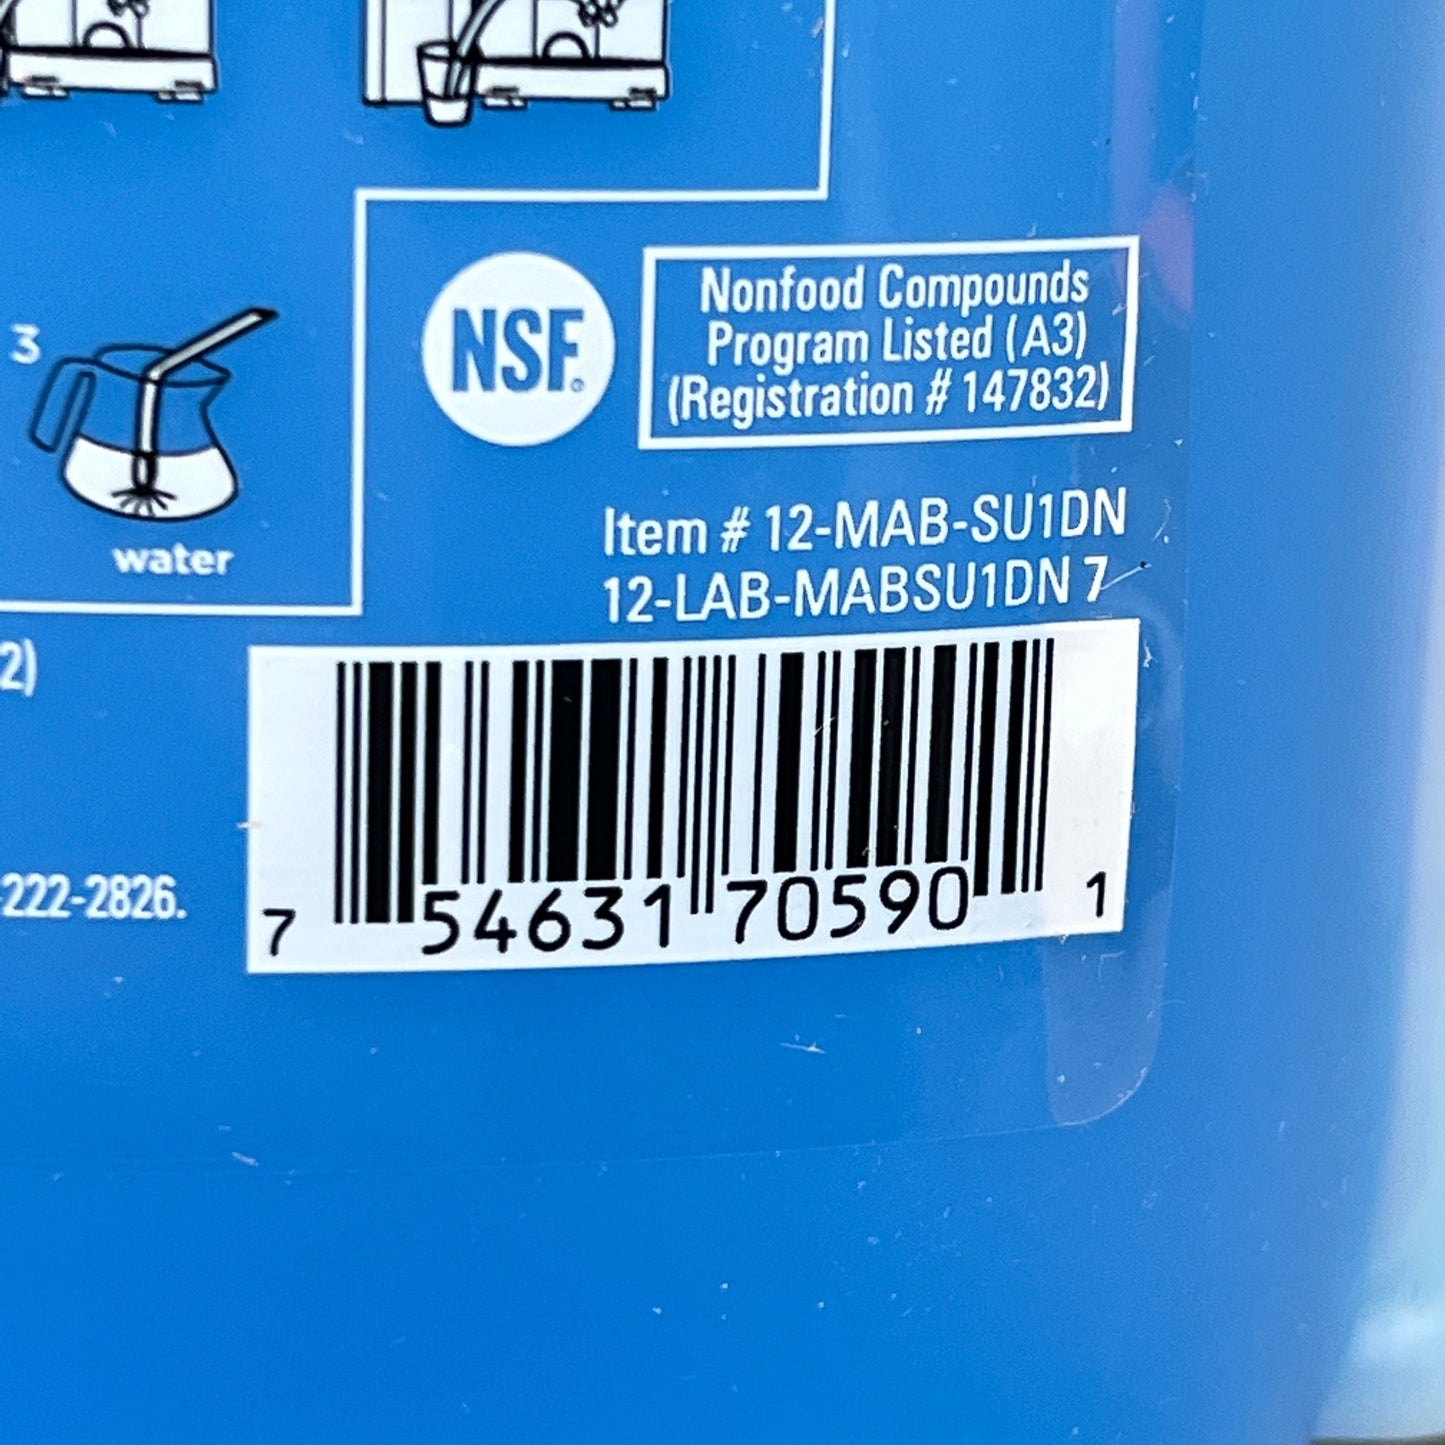 NSF®
Nonfood Compounds
Program Listed (A3)
(Registration # 147832)
3
water
Item # 12-MAB-SU1DN
12-LAB-MABSU1DN 7
2)
-222-2826.
7 54631 70590 1